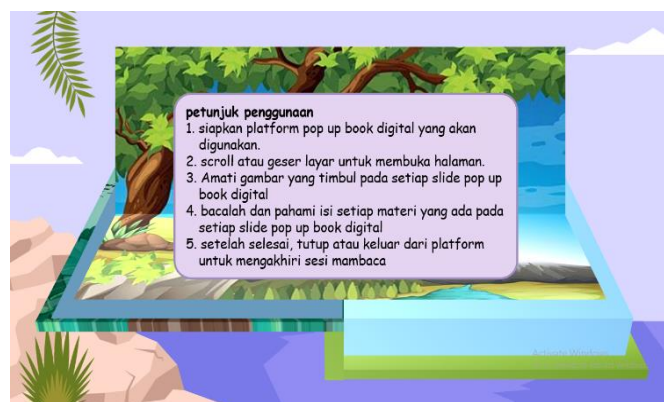 petunjuk penggunaan
1. siapkan platform pop up book digital yang akan
digunakan.
2. scroll atau geser layar untuk membuka halaman.
3. Amati gambar yang timbul pada setiap slide pop up
book digital
4. bacalah dan pahami isi setiap materi yang ada pada
setiap slide pop up book digital
5. setelah selesai, tutup atau keluar dari platform
untuk mengakhiri sesi mambaca
Activate Windows